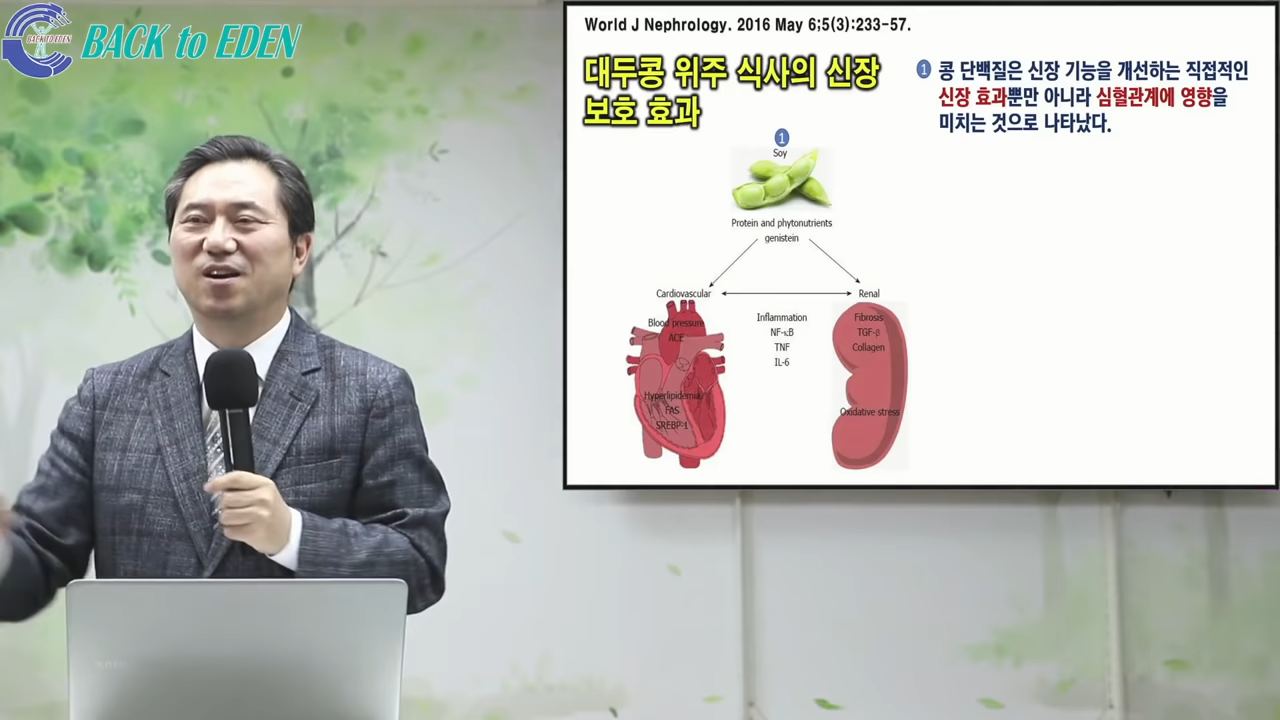 BACK to EDEN
BACK TO EDEN
World J Nephrology. 2016 May 6;5(3):233-57.
대두콩 위주 식사의 신장
보호 효과
1 콩 단백질은 신장 기능을 개선하는 직접적인
신장 효과뿐만 아니라 심혈관계에 영향을
미치는 것으로 나타났다.
1
Soy
Protein and phytonutrients
genistein
Cardiovascular
Renal
Blood pressure
ACE
Hyperlipidemia
FAS
SREBP-1
Inflammation
NF-κB
TNF
IL-6
Fibrosis
TGF-β
Collagen
Oxidative stress